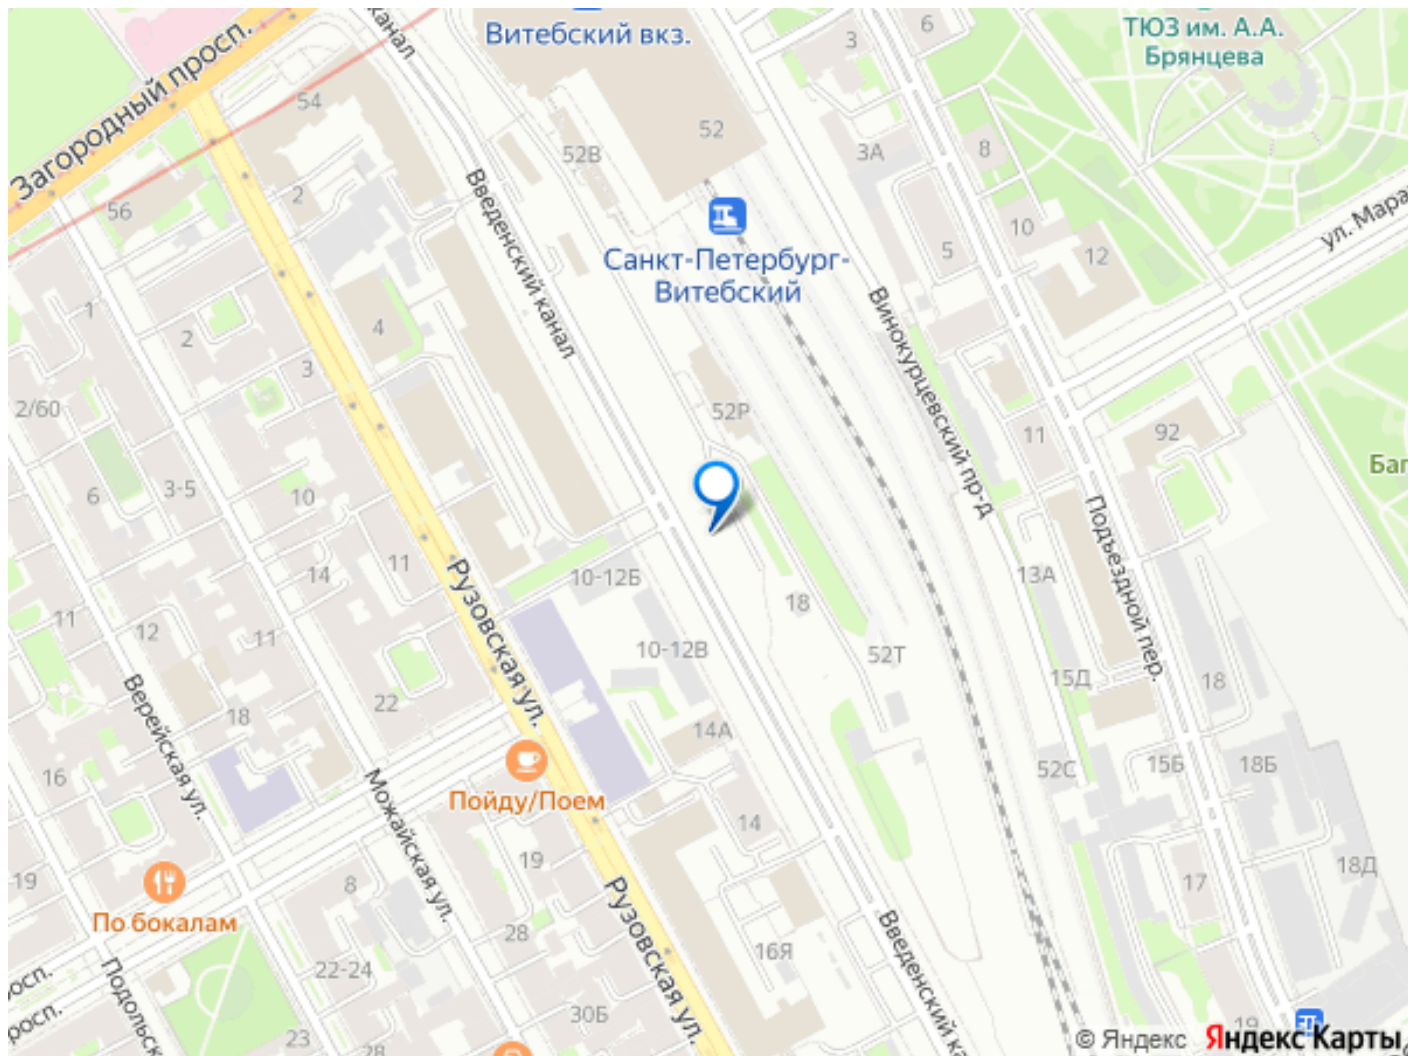 канал
Витебский вкз.
6
3
ТЮЗ им. А.А.
Брянцева
Загородный просп.
54
52
52В
3А
8
2
56
Введенский канал
10
5
12
ул. Мара
Санкт-Петербург-
Витебский
1
2
4
3
Винокурцевский пр-д
2/60
52Р
11
92
Баг
6
3-5
10
11
14
Рузовская ул.
10-12Б
13А
Подъездной пер.
18
11
12
11
10-12В
52Т
15Д
18
22
18
Верейская ул.
14А
16
Можайская ул.
Пойду/Поем
52С
15Б
18Б
14
19
19
8
По бокалам
17
18Д
Рузовская ул.
28
16Я
Введенский ка
22-24
осп.
росп.
Подольск
30Б
23
28
19
© Яндекс
Яндекс Карты